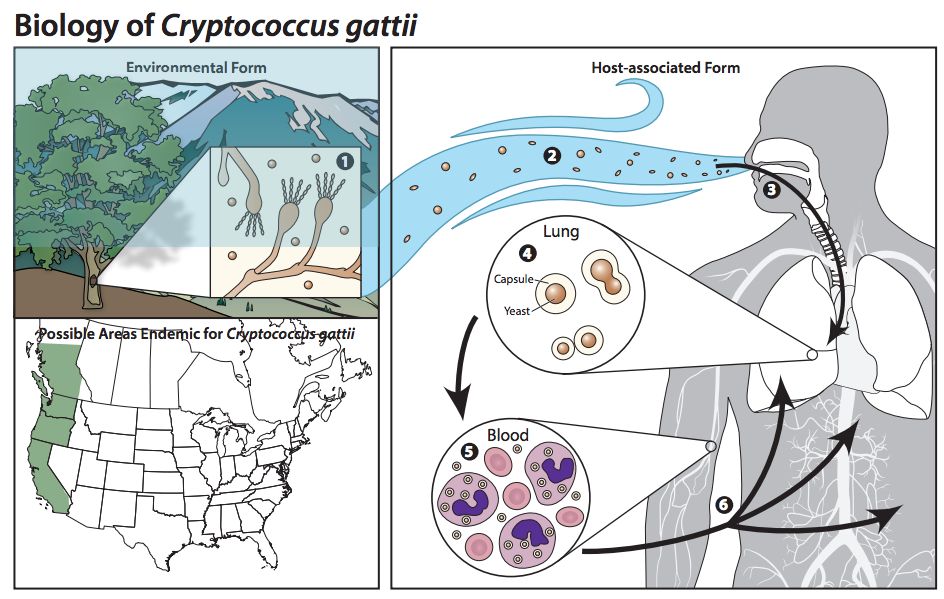 Biology of Cryptococcus gattii
Environmental Form
1
Possible Areas Endemic for Cryptococcus gattii
Host-associated Form
2
3
Lung
4
Capsule
Yeast
Blood
5
6